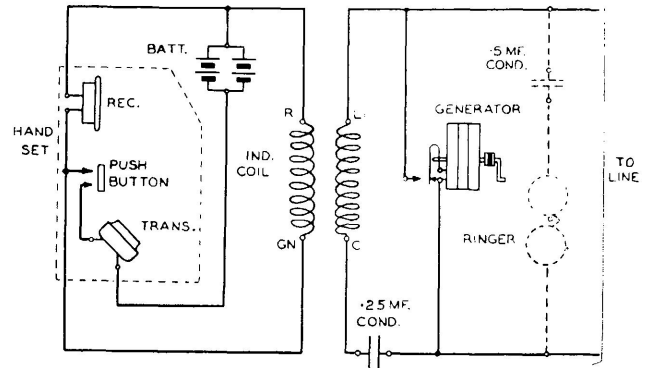 BATT.
REC.
HAND
SET
PUSH
BUTTON
TRANS.
R
IND.
COIL
GN
L
C
·25 MF.
COND.
GENERATOR
·5 MF.
COND.
RINGER
TO
LINE